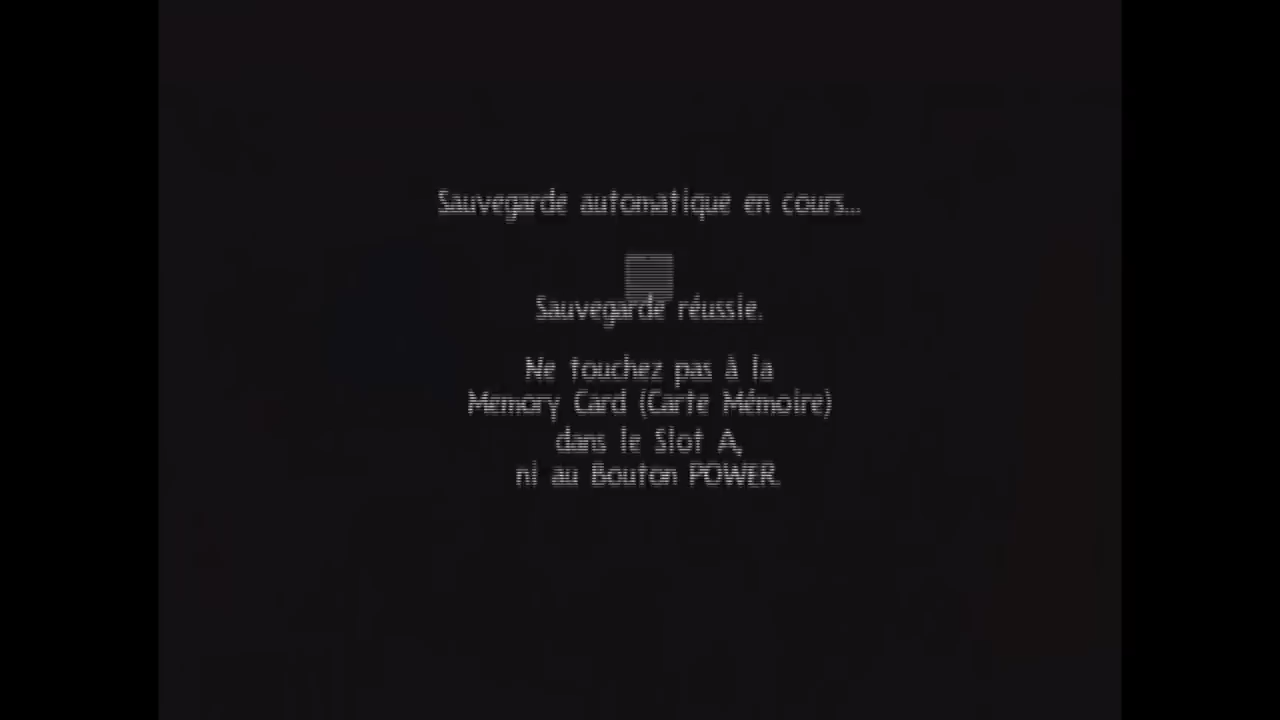 Sauvegarde automatique en cours...
Sauvegarde réussie.
Ne touchez pas à la
Memory Card (Carte Mémoire)
dans le Slot A,
ni au Bouton POWER.